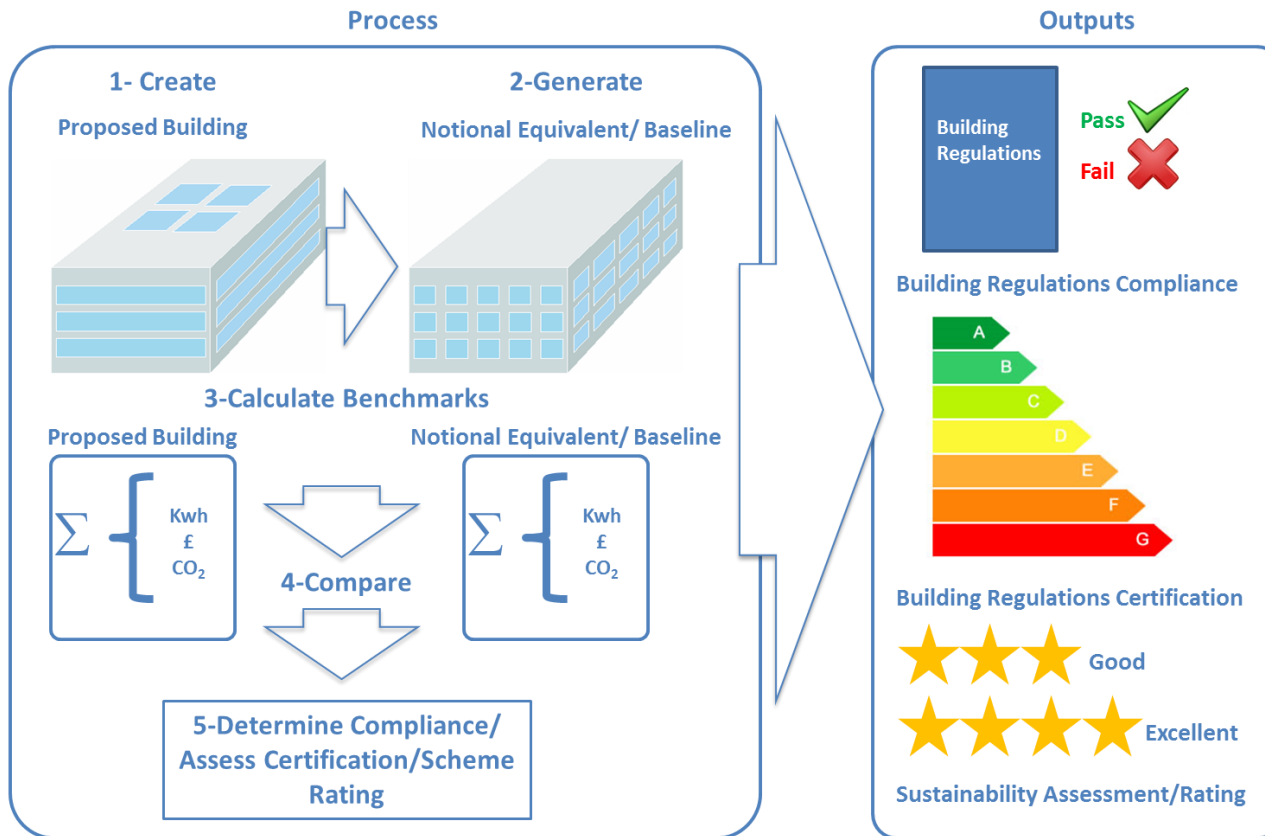 Process
1- Create
2-Generate
Proposed Building
Notional Equivalent/ Baseline
3-Calculate Benchmarks
Proposed Building
Notional Equivalent/ Baseline
∑ {
Kwh
£
CO₂
∑ {
Kwh
£
CO₂
4-Compare
5-Determine Compliance/
Assess Certification/Scheme
Rating
Outputs
Building
Regulations
Pass
Fail
Building Regulations Compliance
A
B
C
D
E
F
G
Building Regulations Certification
Good
Excellent
Sustainability Assessment/Rating